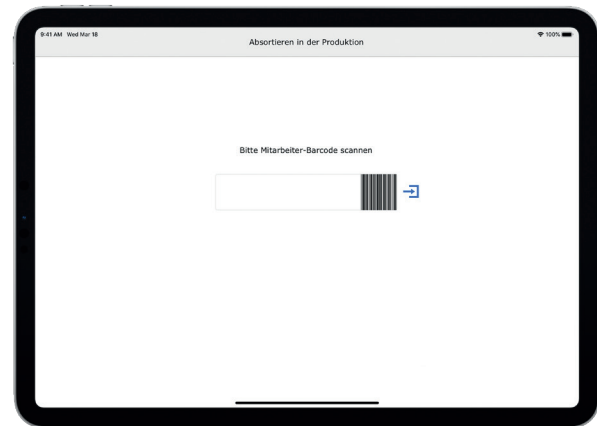 9:41 AM Wed Mar 18
Absortieren in der Produktion
100%
Bitte Mitarbeiter-Barcode scannen